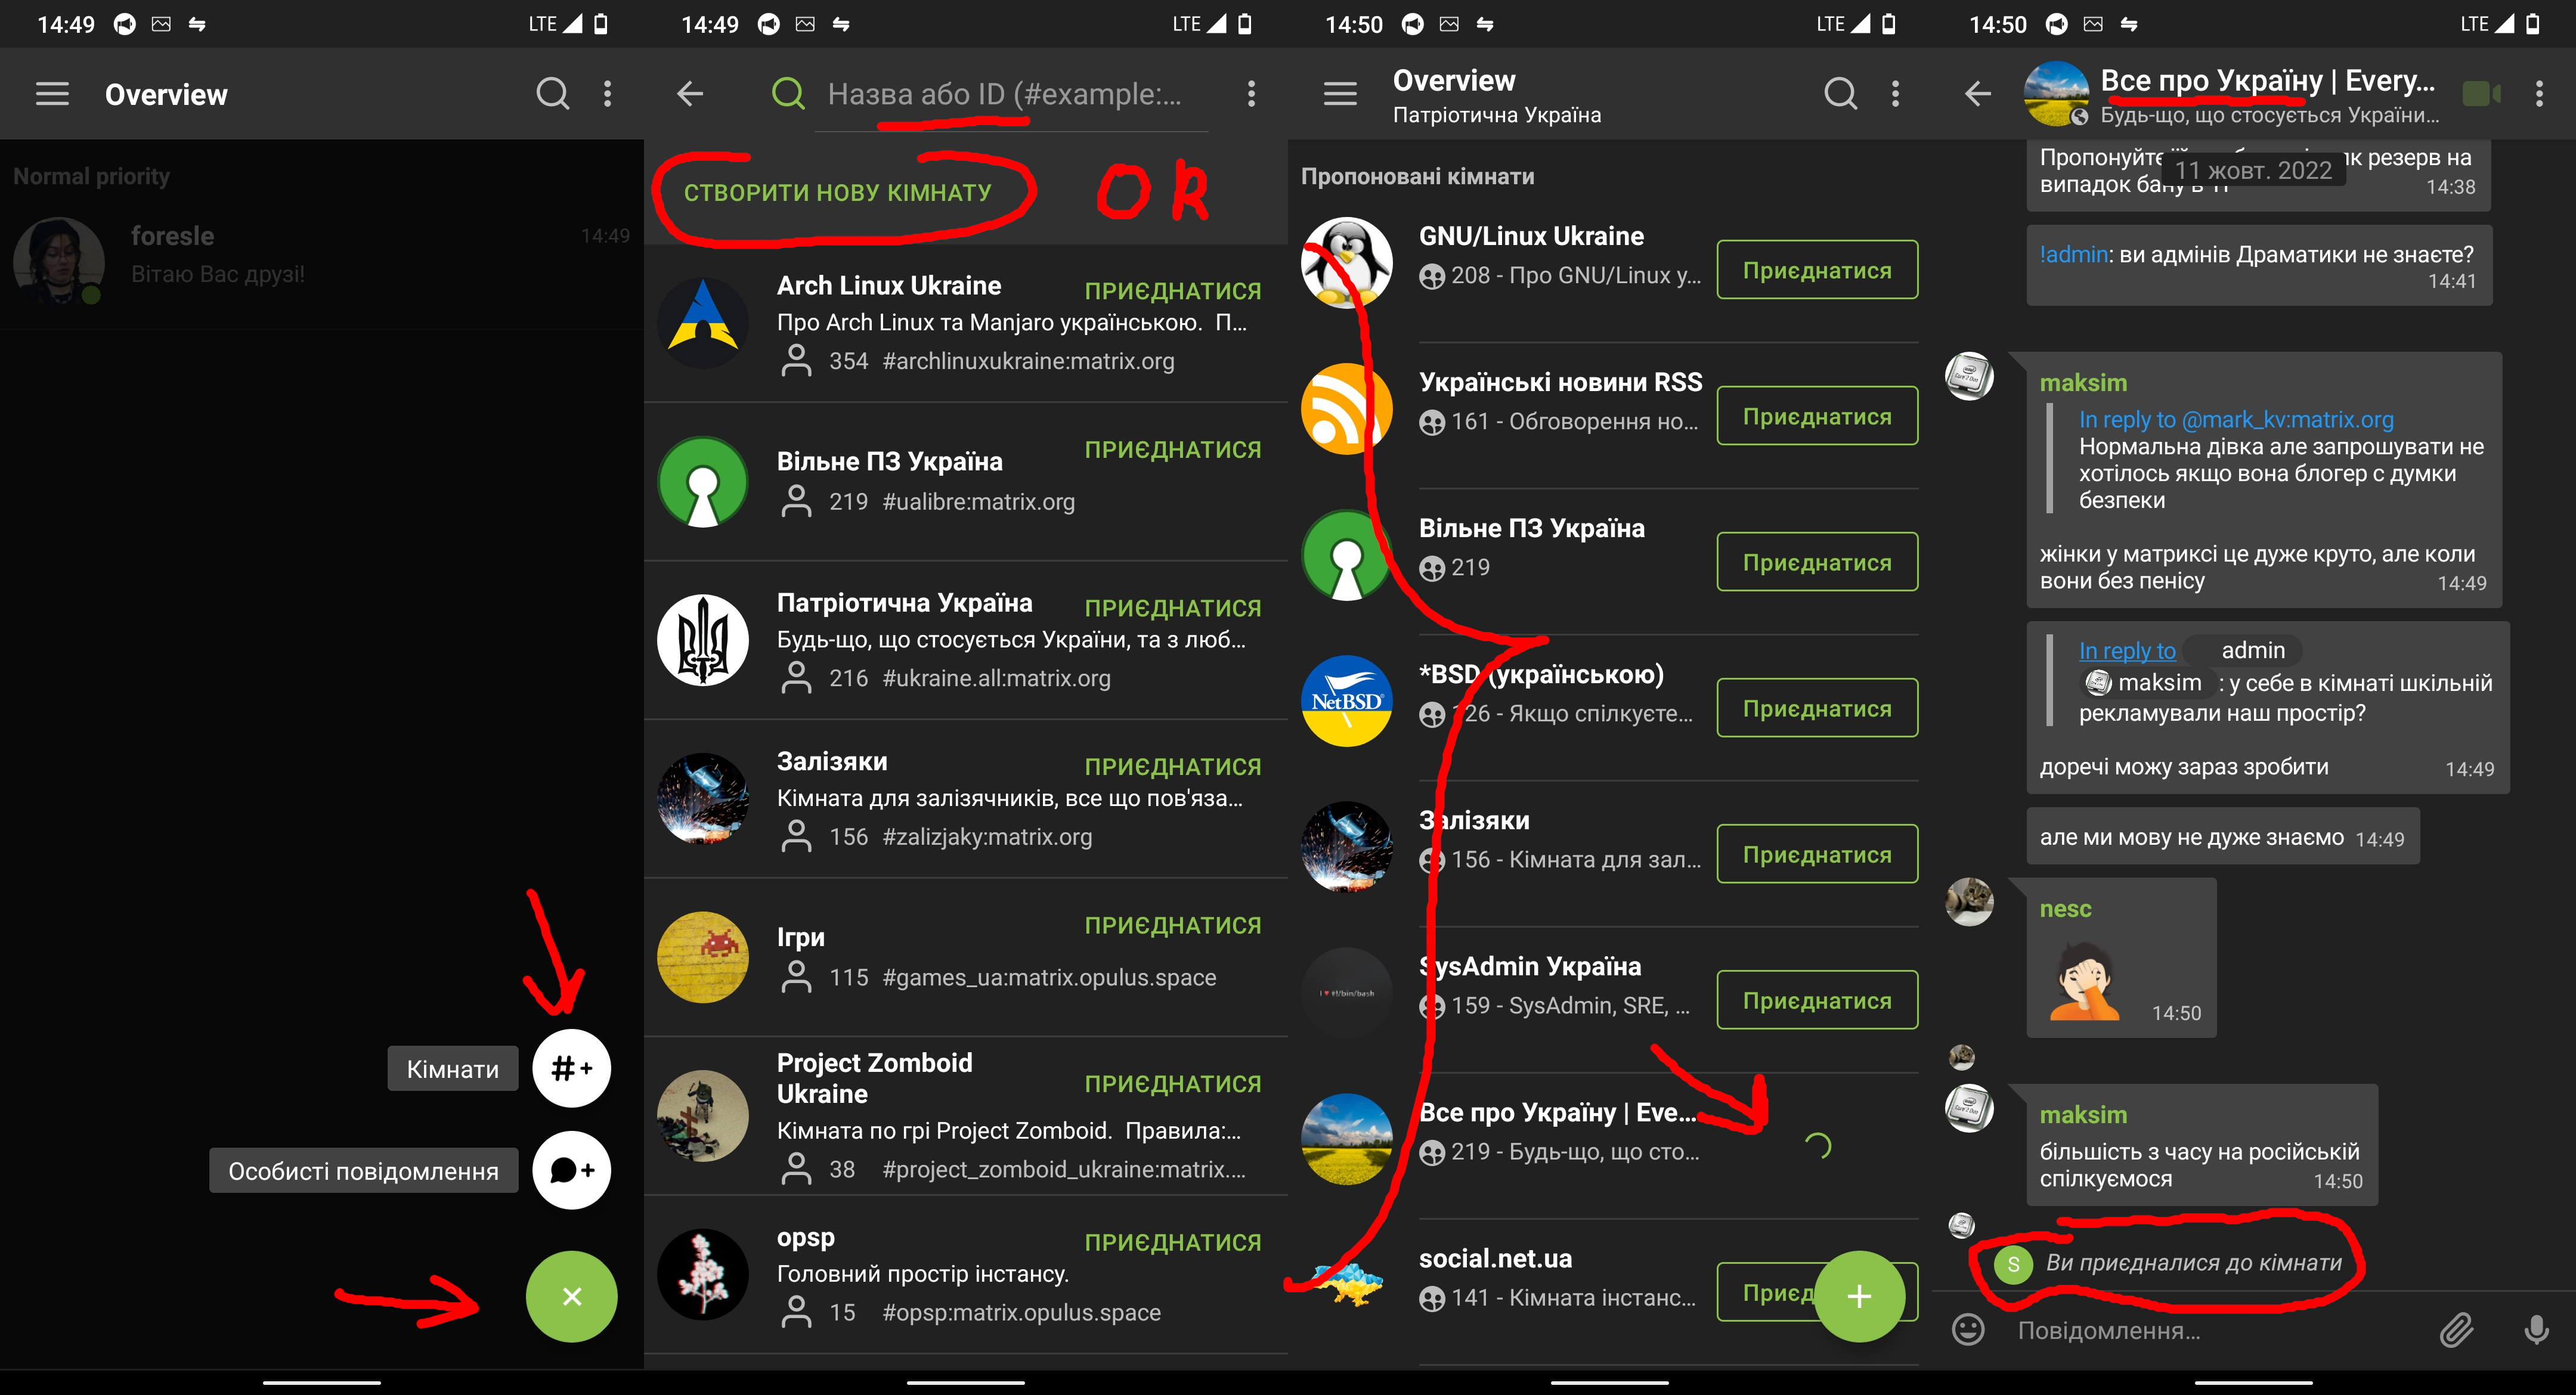 14:49
LTE
Overview
Normal priority
foresle
14:49
Вітаю Вас друзі!
Кімнати
#+
Особисті повідомлення
14:49
LTE
Назва або ID (#example:...
СТВОРИТИ НОВУ КІМНАТУ
OR
Arch Linux Ukraine
ПРИЄДНАТИСЯ
Про Arch Linux та Manjaro українською. П...
354 #archlinuxukraine:matrix.org
Вільне ПЗ Україна
ПРИЄДНАТИСЯ
219 #ualibre:matrix.org
Патріотична Україна
ПРИЄДНАТИСЯ
Будь-що, що стосується України, та з люб...
216 #ukraine.all:matrix.org
Залізяки
ПРИЄДНАТИСЯ
Кімната для залізячників, все що пов'яза...
156 #zalizjaky:matrix.org
Ігри
ПРИЄДНАТИСЯ
115 #games_ua:matrix.opulus.space
Project Zomboid
Ukraine
ПРИЄДНАТИСЯ
Кімната по грі Project Zomboid. Правила:...
38 #project_zomboid_ukraine:matrix....
opsp
ПРИЄДНАТИСЯ
Головний простір інстансу.
15 #opsp:matrix.opulus.space
14:50
LTE
Overview
Патріотична Україна
Пропоновані кімнати
GNU/Linux Ukraine
208 - Про GNU/Linux у...
Приєднатися
Українські новини RSS
161 - Обговорення но...
Приєднатися
Вільне ПЗ Україна
219
Приєднатися
NetBSD
*BSD (українською)
126 - Якщо спілкуєте...
Приєднатися
Залізяки
156 - Кімната для зал...
Приєднатися
I ♥ #!/bin/bash
SysAdmin Україна
159 - SysAdmin, SRE, ...
Приєднатися
Все про Україну | Eve...
219 - Будь-що, що сто...
social.net.ua
141 - Кімната інстанс...
Приєд
14:50
LTE
Все про Україну | Every...
Будь-що, що стосується України...
Пропонуйте
як резерв на
11 жовт. 2022
випадок бану в
14:38
!admin: ви адмінів Драматики не знаєте?
14:41
maksim
In reply to @mark_kv:matrix.org
Нормальна дівка але запрошувати не
хотілось якщо вона блогер с думки
безпеки
жінки у матриксі це дуже круто, але коли
вони без пенісу
14:49
In reply to admin
maksim : у себе в кімнаті шкільній
рекламували наш простір?
доречі можу зараз зробити
14:49
але ми мову не дуже знаємо 14:49
nesc
14:50
maksim
більшість з часу на російській
спілкуємося
14:50
S
Ви приєдналися до кімнати
Повідомлення...